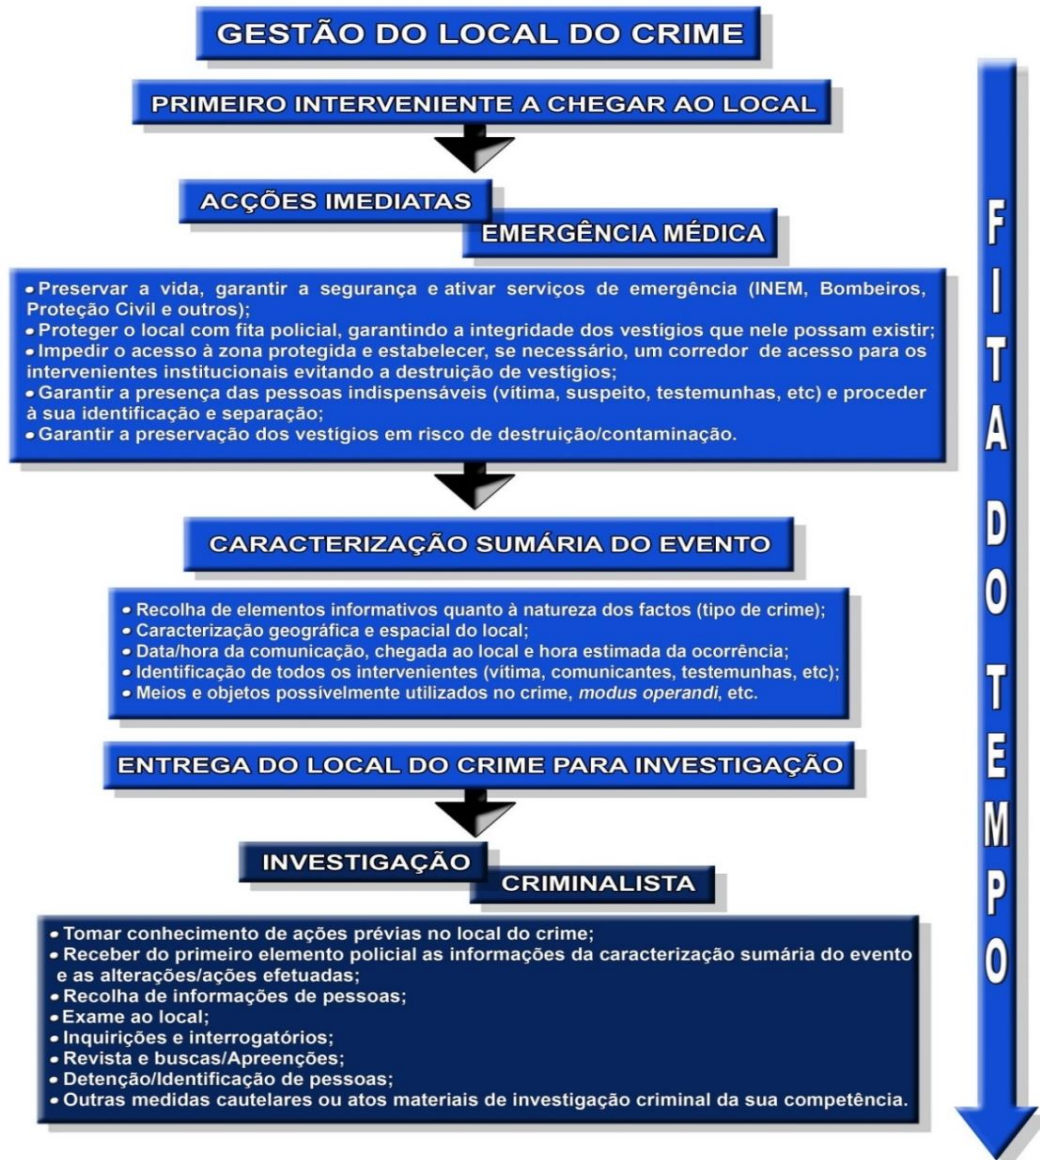 GESTÃO DO LOCAL DO CRIME
PRIMEIRO INTERVENIENTE A CHEGAR AO LOCAL
ACÇÕES IMEDIATAS
EMERGÊNCIA MÉDICA
• Preservar a vida, garantir a segurança e ativar serviços de emergência (INEM, Bombeiros,
Proteção Civil e outros);
• Proteger o local com fita policial, garantindo a integridade dos vestígios que nele possam existir;
• Impedir o acesso à zona protegida e estabelecer, se necessário, um corredor de acesso para os
intervenientes institucionais evitando a destruição de vestígios;
• Garantir a presença das pessoas indispensáveis (vítima, suspeito, testemunhas, etc) e proceder
à sua identificação e separação;
• Garantir a preservação dos vestígios em risco de destruição/contaminação.
CARACTERIZAÇÃO SUMÁRIA DO EVENTO
• Recolha de elementos informativos quanto à natureza dos factos (tipo de crime);
• Caracterização geográfica e espacial do local;
• Data/hora da comunicação, chegada ao local e hora estimada da ocorrência;
• Identificação de todos os intervenientes (vítima, comunicantes, testemunhas, etc);
• Meios e objetos possívelmente utilizados no crime, modus operandi, etc.
ENTREGA DO LOCAL DO CRIME PARA INVESTIGAÇÃO
INVESTIGAÇÃO
CRIMINALISTA
• Tomar conhecimento de ações prévias no local do crime;
• Receber do primeiro elemento policial as informações da caracterização sumária do evento
e as alterações/ações efetuadas;
• Recolha de informações de pessoas;
• Exame ao local;
• Inquirições e interrogatórios;
• Revista e buscas/Apreenções;
• Detenção/Identificação de pessoas;
• Outras medidas cautelares ou atos materiais de investigação criminal da sua competência.
FITA DO TEMPO